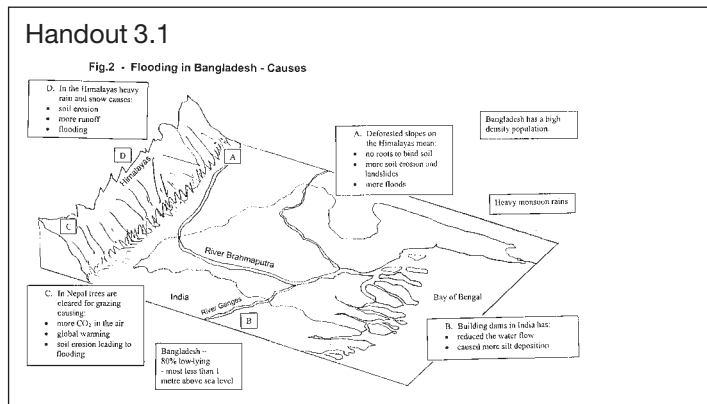 Handout 3.1
Fig.2 - Flooding in Bangladesh - Causes
D. In the Himalayas heavy
rain and snow causes:
• soil erosion
• more runoff
• flooding
Bangladesh has a high
density population.
A. Deforested slopes on
the Himalayas mean:
• no roots to bind soil
• more soil erosion and
landslides
• more floods
D
A
Himalayas
Heavy monsoon rains
C
River Brahmaputra
C. In Nepal trees are
cleared for grazing
causing:
• more CO₂ in the air
• global warming
• soil erosion leading to
flooding
India
River Ganges
B
Bay of Bengal
Bangladesh –
80% low-lying
- most less than 1
metre above sea level
B. Building dams in India has:
• reduced the water flow
• caused more silt deposition